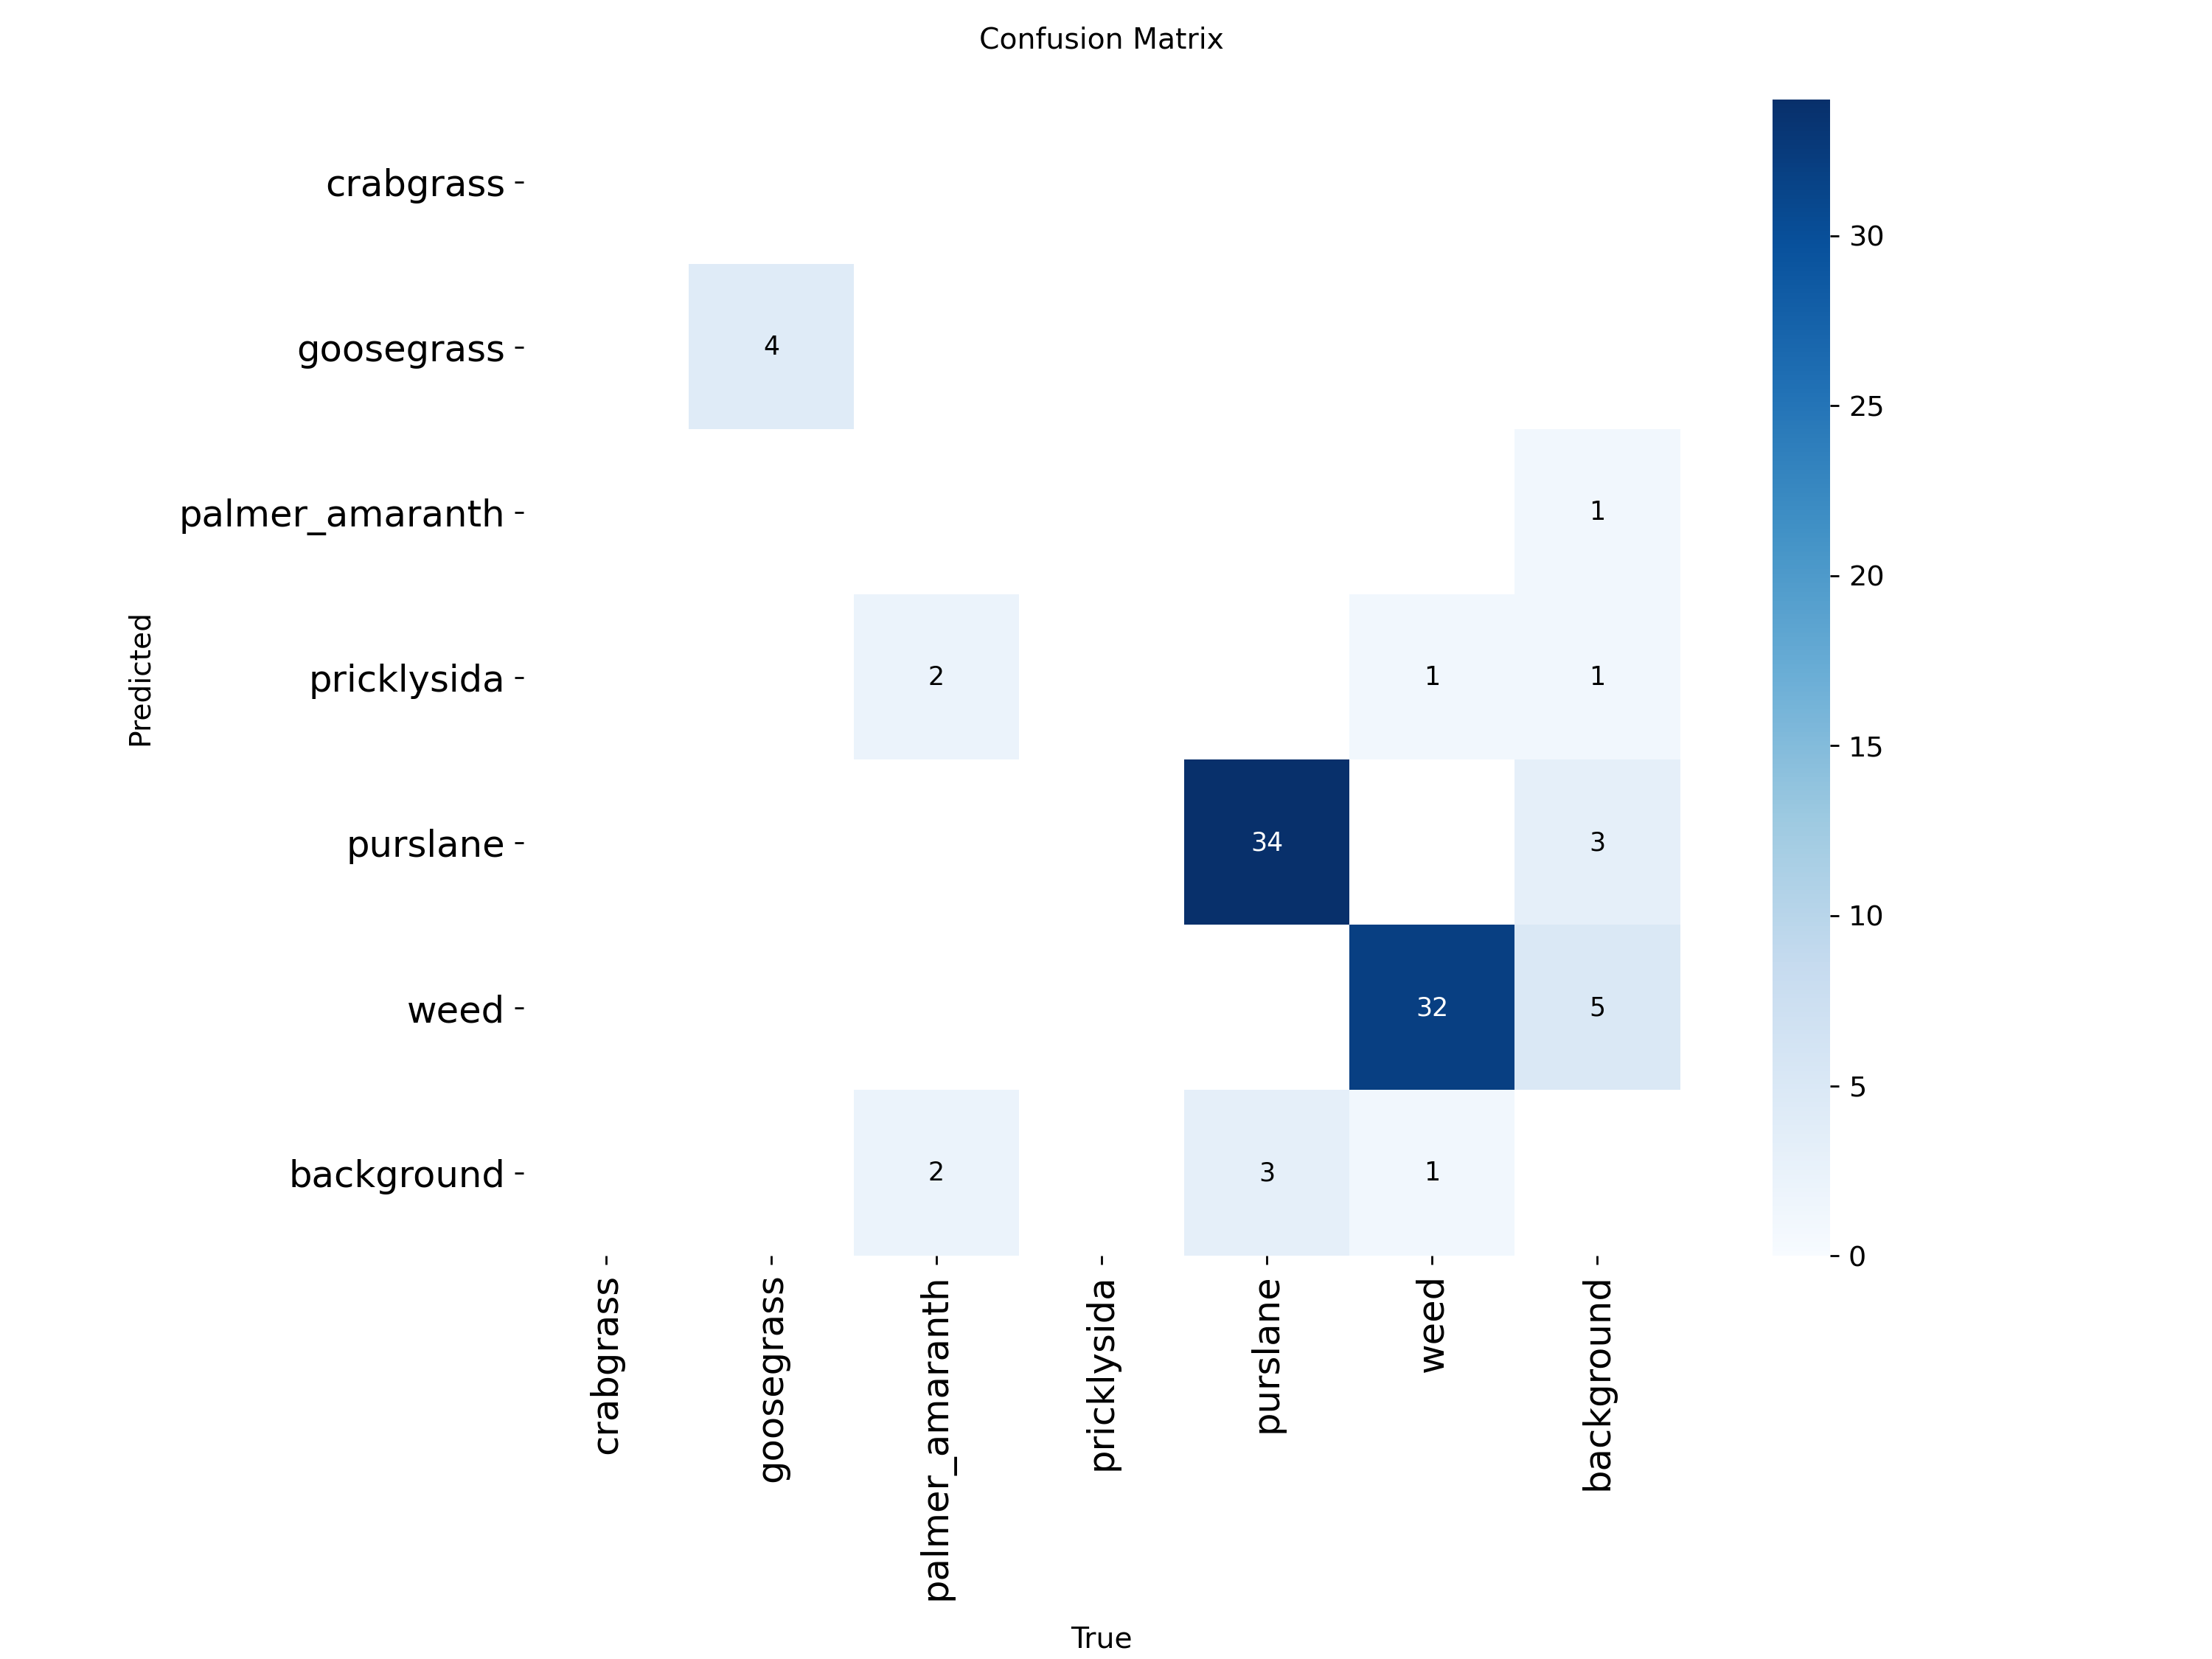 Confusion Matrix
Predicted
crabgrass
goosegrass 4
palmer_amaranth 1
pricklysida 2 1 1
purslane 34 3
weed 32 5
background 2 3 1
crabgrass
goosegrass
palmer_amaranth
pricklysida
purslane
weed
background
True
30
25
20
15
10
5
0